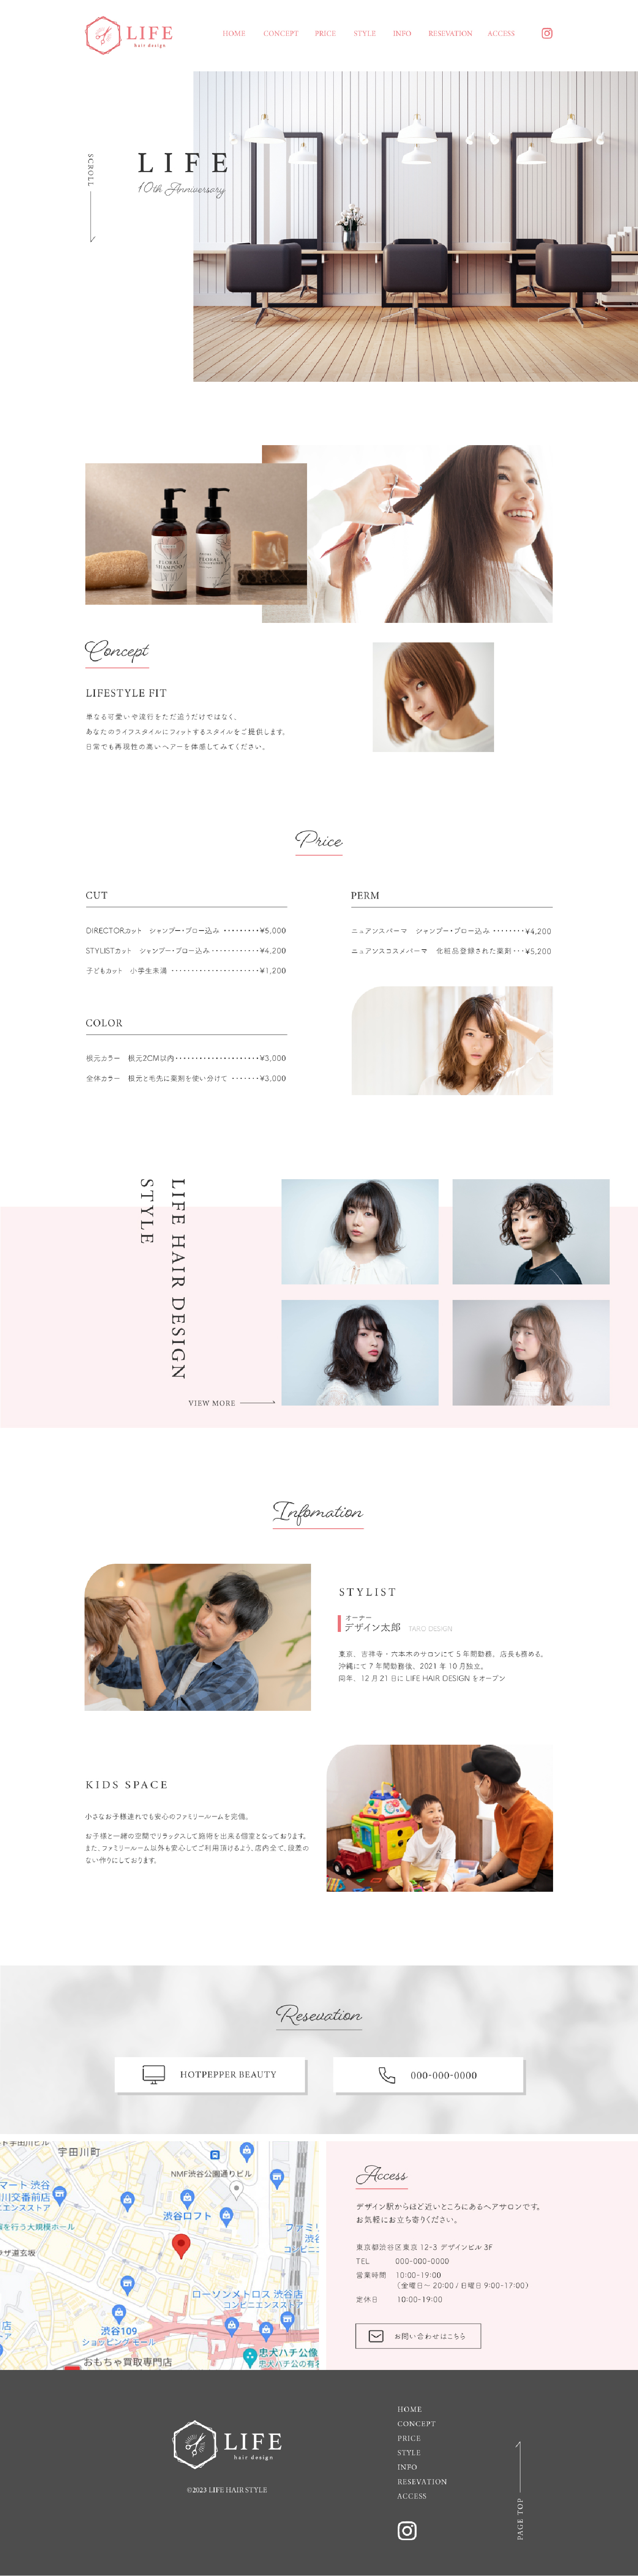 LIFE
hair design
HOME CONCEPT PRICE STYLE INFO RESEVATION ACCESS
SCROLL
LIFE
10th Anniversary
FLORAL
SHAMPOO
FLORAL
Concept
LIFESTYLE FIT
単なる可愛いや流行をただ追うだけではなく、
あなたのライフスタイルにフィットするスタイルをご提供します。
日常でも再現性の高いヘアーを体感してみてください。
Price
CUT
DIRECTORカット シャンプー・ブロー込み ・・・・・・・・・¥5,000
STYLISTカット シャンプー・ブロー込み・・・・・・・・・・・・・¥4,200
子どもカット 小学生未満 ・・・・・・・・・・・・・・・・・・・・・・¥1,200
COLOR
根元カラー 根元2CM以内・・・・・・・・・・・・・・・・・・・・・¥3,000
全体カラー 根元と毛先に薬剤を使い分けて ・・・・・・・¥3,000
PERM
ニュアンスパーマ シャンプー・ブロー込み ・・・・・・・・¥4,200
ニュアンスコスメパーマ 化粧品登録された薬剤・・・¥5,200
LIFE HAIR DESIGN
STYLE
VIEW MORE
Infomation
STYLIST
オーナー
デザイン太郎 TARO DESIGN
東京、吉祥寺・六本木のサロンにて 5 年間勤務、店長も務める。
沖縄にて 7 年間勤務後、2021 年 10 月独立。
同年、12 月 21 日に LIFE HAIR DESIGN をオープン
KIDS SPACE
小さなお子様連れでも安心のファミリールームを完備。
お子様と一緒の空間でリラックスして施術を出来る個室となっております。
また、ファミリールーム以外も安心してご利用頂けるよう、店内全て、段差の
ない作りにしております。
Resevation
HOTPEPPER BEAUTY
000-000-0000
宇田川町
NMF渋谷公園通りビル
マート 渋谷
川交番前店
エンスストア
渋谷ロフト
を行う大規模ホール
ザ道玄坂
ファミリ
渋谷
コンビニエン
ローソンメトロス 渋谷店
コンビニエンスストア
渋谷109
ショッピングモール
忠犬ハチ公像
忠犬ハチ公の有名
おもちゃ買取専門店
Access
デザイン駅からほど近いところにあるヘアサロンです。
お気軽にお立ち寄りください。
東京都渋谷区東京 12-3 デザインビル 3F
TEL 000-000-0000
営業時間 10:00-19:00
(金曜日〜 20:00 / 日曜日 9:00-17:00)
定休日 10:00-19:00
お問い合わせはこちら
LIFE
hair design
©2023 LIFE HAIR STYLE
HOME
CONCEPT
PRICE
STYLE
INFO
RESEVATION
ACCESS
PAGE TOP